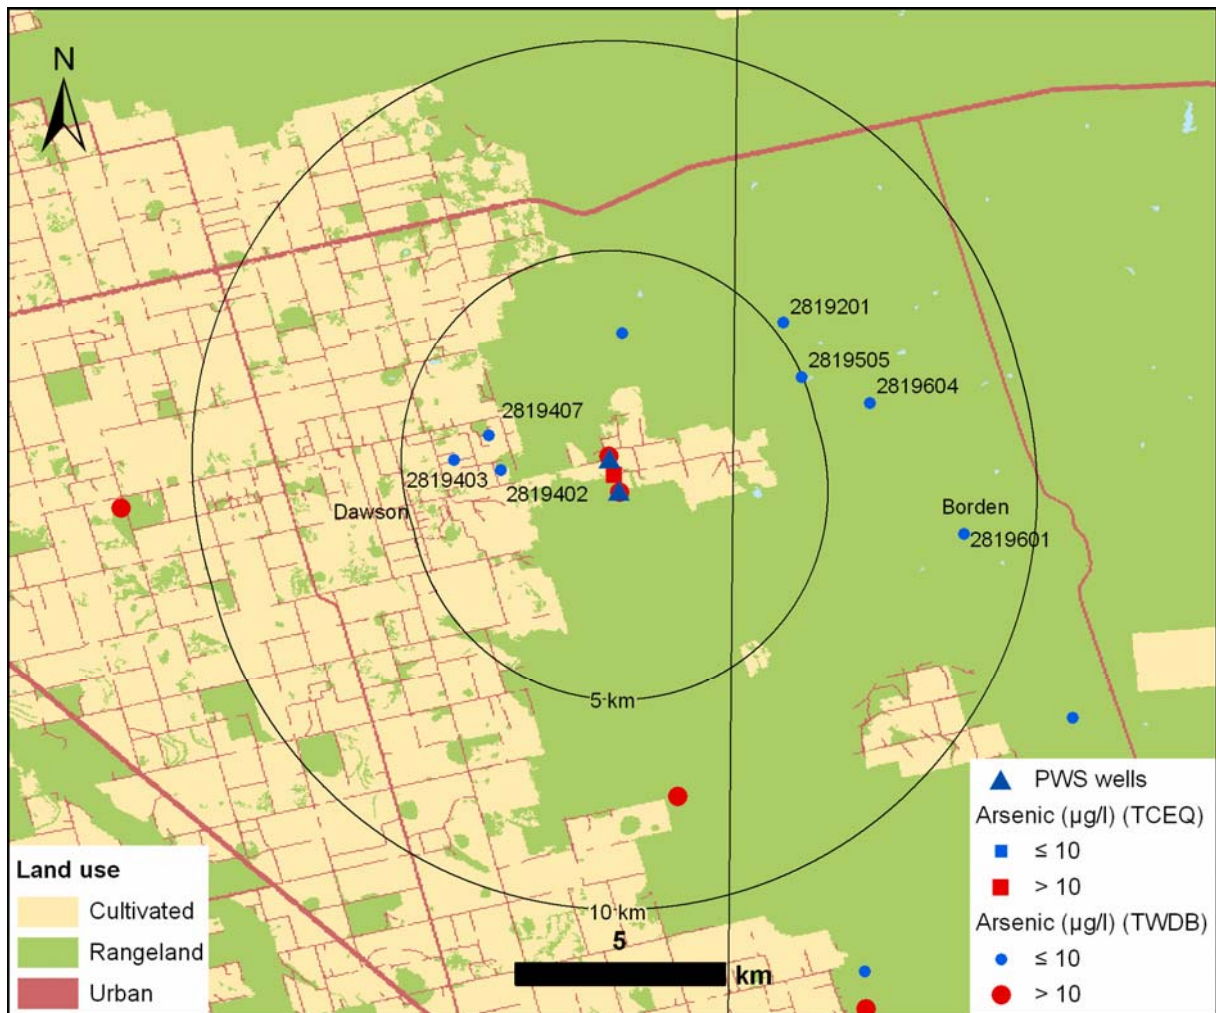 N
2819201
2819505
2819604
2819407
2819403
2819402
Dawson
Borden
2819601
5 km
10 km
5
km
Land use
Cultivated
Rangeland
Urban
PWS wells
Arsenic (µg/l) (TCEQ)
≤ 10
> 10
Arsenic (µg/l) (TWDB)
≤ 10
> 10